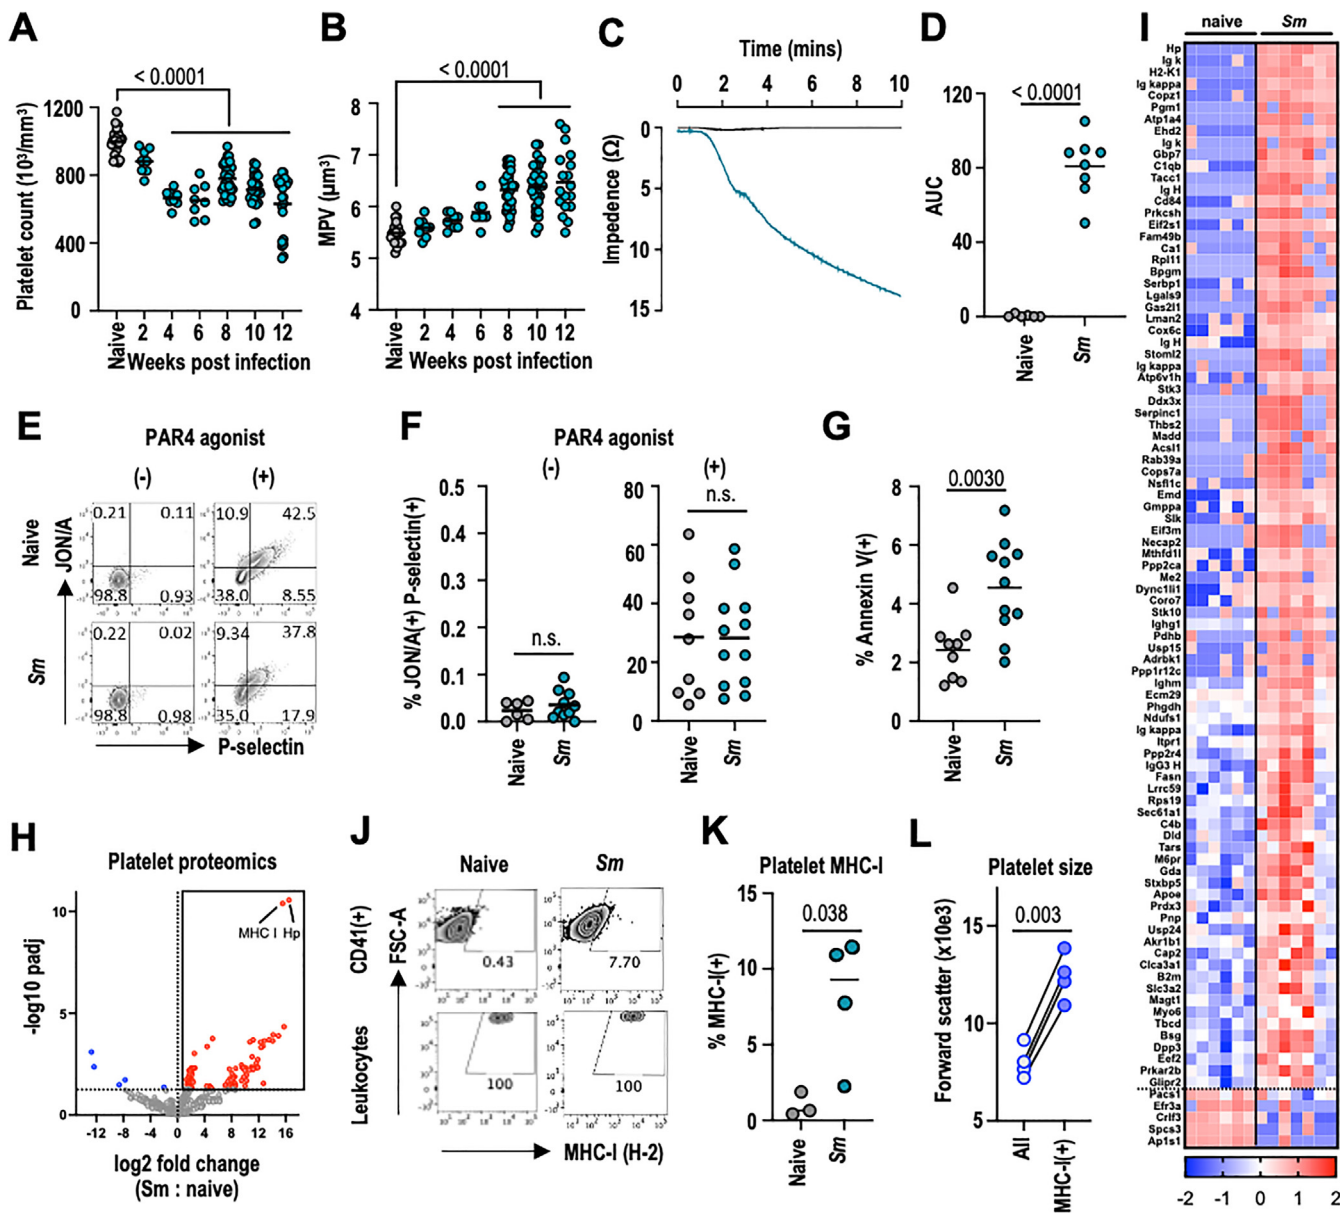 A
< 0.0001
Platelet count (10³/mm³)
1200
800
400
0
Naive
2 4 6 8 10 12
Weeks post infection
B
< 0.0001
MPV (μm³)
8
7
6
5
4
Naive
2 4 6 8 10 12
Weeks post infection
C
Time (mins)
0 2 4 6 8 10
Impedence (Ω)
0
5
10
15
D
< 0.0001
AUC
120
80
40
0
Naive
Sm
E
PAR4 agonist
(-) (+)
Naive
JON/A
0.21 0.11
98.8 0.93
10.9 42.5
38.0 8.55
Sm
0.22 0.02
98.8 0.98
9.34 37.8
35.0 17.9
P-selectin
F
PAR4 agonist
(-) (+)
% JON/A(+) P-selectin(+)
0.5
0.4
0.3
0.2
0.1
0.0
n.s.
Naive
Sm
80
60
40
20
0
n.s.
Naive
Sm
G
0.0030
% Annexin V(+)
8
6
4
2
0
Naive
Sm
H
Platelet proteomics
-log10 padj
10
5
0
MHC I Hp
-12 -8 -4 0 4 8 12 16
log2 fold change
(Sm : naive)
I
naive Sm
Hp
Ig k
H2-K1
Ig kappa
Copz1
Pgm1
Atp1a4
Ehd2
Ig k
Gbp7
C1qb
Tacc1
Ig H
Cd84
Prkcsh
Eif2s1
Fam49b
Ca1
Rpl11
Bpgm
Serbp1
Lgals9
Gas2l1
Lman2
Cox6c
Ig H
Stoml2
Ig kappa
Atp6v1h
Stk3
Ddx3x
Serpinc1
Thbs2
Madd
Acsl1
Rab39a
Cops7a
Nsfl1c
Emd
Gmppa
Slk
Eif3m
Necap2
Mthfd1l
Ppp2ca
Me2
Dync1li1
Coro7
Stk10
Ighg1
Pdhb
Usp15
Adrbk1
Ppp1r12c
Ighm
Ecm29
Phgdh
Ndufs1
Ig kappa
Itpr1
Ppp2r4
IgG3 H
Fasn
Lrrc59
Rps19
Sec61a1
C4b
Dld
Tars
M6pr
Gda
Stxbp5
Apoe
Prdx3
Pnp
Usp24
Akr1b1
Cap2
Clca3a1
B2m
Slc3a2
Magt1
Myo6
Tbcd
Bsg
Dpp3
Eef2
Prkar2b
Glipr2
Pacs1
Efr3a
Crlf3
Spcs3
Ap1s1
-2 -1 0 1 2
J
Naive Sm
CD41(+)
FSC-A
0.43
7.70
Leukocytes
100
100
MHC-I (H-2)
K
Platelet MHC-I
0.038
% MHC-I(+)
15
10
5
0
Naive
Sm
L
Platelet size
0.003
Forward scatter (x10e3)
15
10
5
All
MHC-I(+)